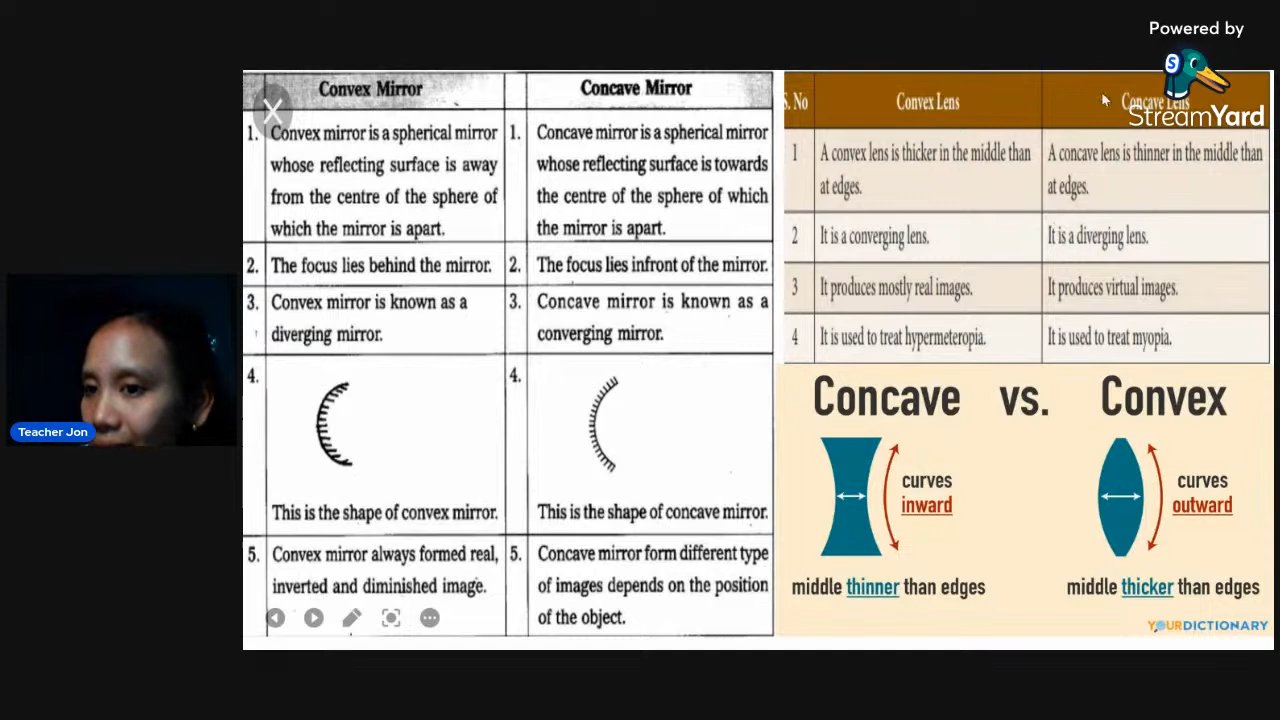 Powered by
StreamYard
Convex Mirror
Concave Mirror
1. Convex mirror is a spherical mirror
whose reflecting surface is away
from the centre of the sphere of
which the mirror is apart.
1. Concave mirror is a spherical mirror
whose reflecting surface is towards
the centre of the sphere of which
the mirror is apart.
2. The focus lies behind the mirror.
2. The focus lies infront of the mirror.
3. Convex mirror is known as a
diverging mirror.
3. Concave mirror is known as a
converging mirror.
4.
This is the shape of convex mirror.
4.
This is the shape of concave mirror.
5. Convex mirror always formed real,
inverted and diminished image.
5. Concave mirror form different type
of images depends on the position
of the object.
S. No
Convex Lens
Concave Lens
1
A convex lens is thicker in the middle than
at edges.
A concave lens is thinner in the middle than
at edges.
2
It is a converging lens.
It is a diverging lens.
3
It produces mostly real images.
It produces virtual images.
4
It is used to treat hypermeteropia.
It is used to treat myopia.
Concave vs. Convex
curves
inward
curves
outward
middle thinner than edges
middle thicker than edges
YOURDICTIONARY
Teacher Jon